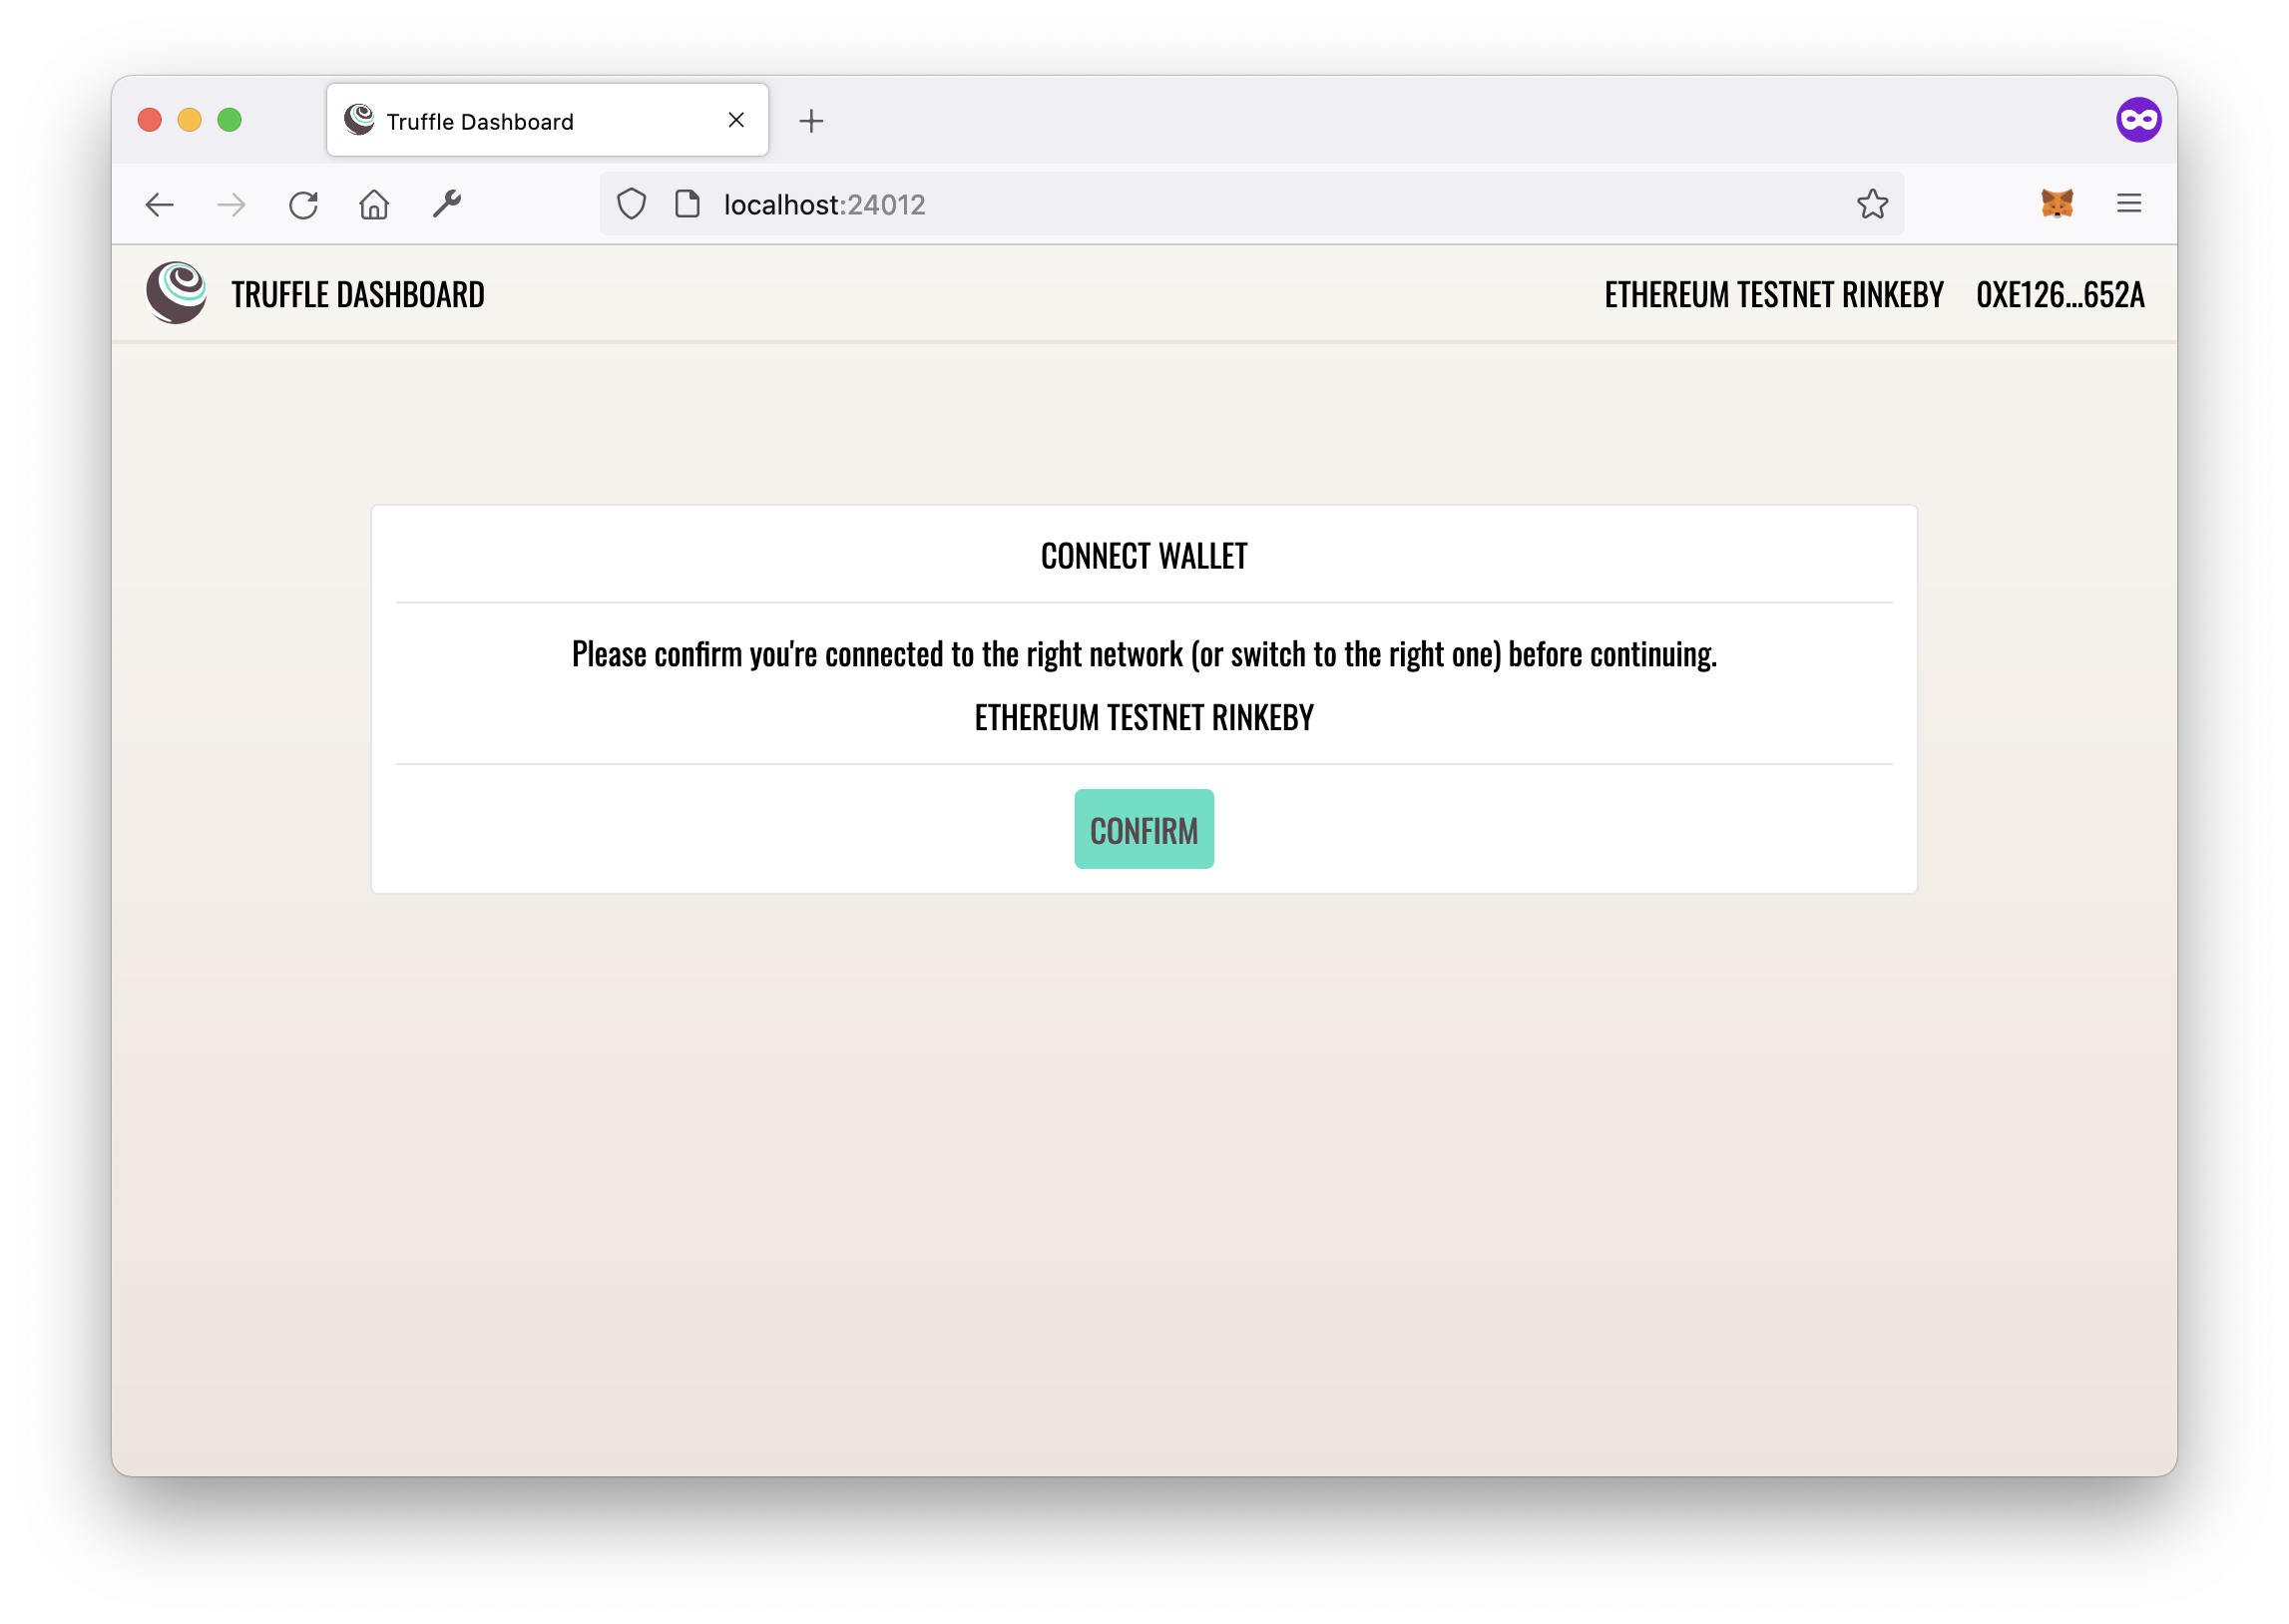 Truffle Dashboard
localhost:24012
TRUFFLE DASHBOARD
ETHEREUM TESTNET RINKEBY
0XE126...652A
CONNECT WALLET
Please confirm you're connected to the right network (or switch to the right one) before continuing.
ETHEREUM TESTNET RINKEBY
CONFIRM